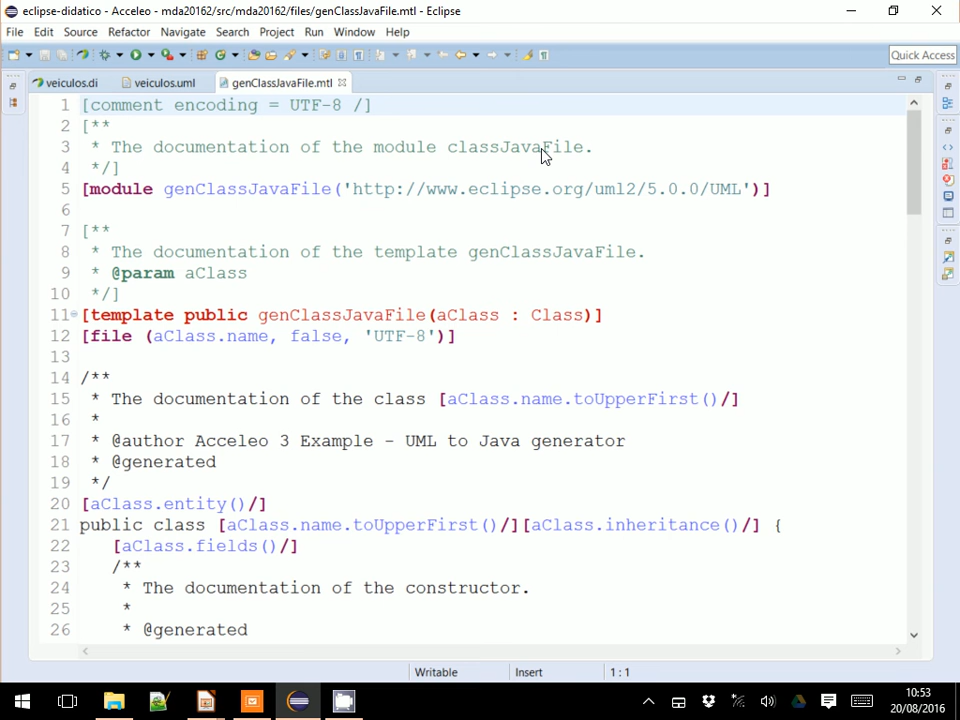 eclipse-didatico - Acceleo - mda20162/src/mda20162/files/genClassJavaFile.mtl - Eclipse
File Edit Source Refactor Navigate Search Project Run Window Help
Quick Access
veiculos.di veiculos.uml genClassJavaFile.mtl
1 [comment encoding = UTF-8 /]
2 [**
3 * The documentation of the module classJavaFile.
4 */]
5 [module genClassJavaFile('http://www.eclipse.org/uml2/5.0.0/UML')]
6
7 [**
8 * The documentation of the template genClassJavaFile.
9 * @param aClass
10 */]
11 [template public genClassJavaFile(aClass : Class)]
12 [file (aClass.name, false, 'UTF-8')]
13
14 /**
15 * The documentation of the class [aClass.name.toUpperFirst()/]
16 *
17 * @author Acceleo 3 Example - UML to Java generator
18 * @generated
19 */
20 [aClass.entity()/]
21 public class [aClass.name.toUpperFirst()/][aClass.inheritance()/] {
22 [aClass.fields()/]
23 /**
24 * The documentation of the constructor.
25 *
26 * @generated
Writable Insert 1 : 1
10:53
20/08/2016